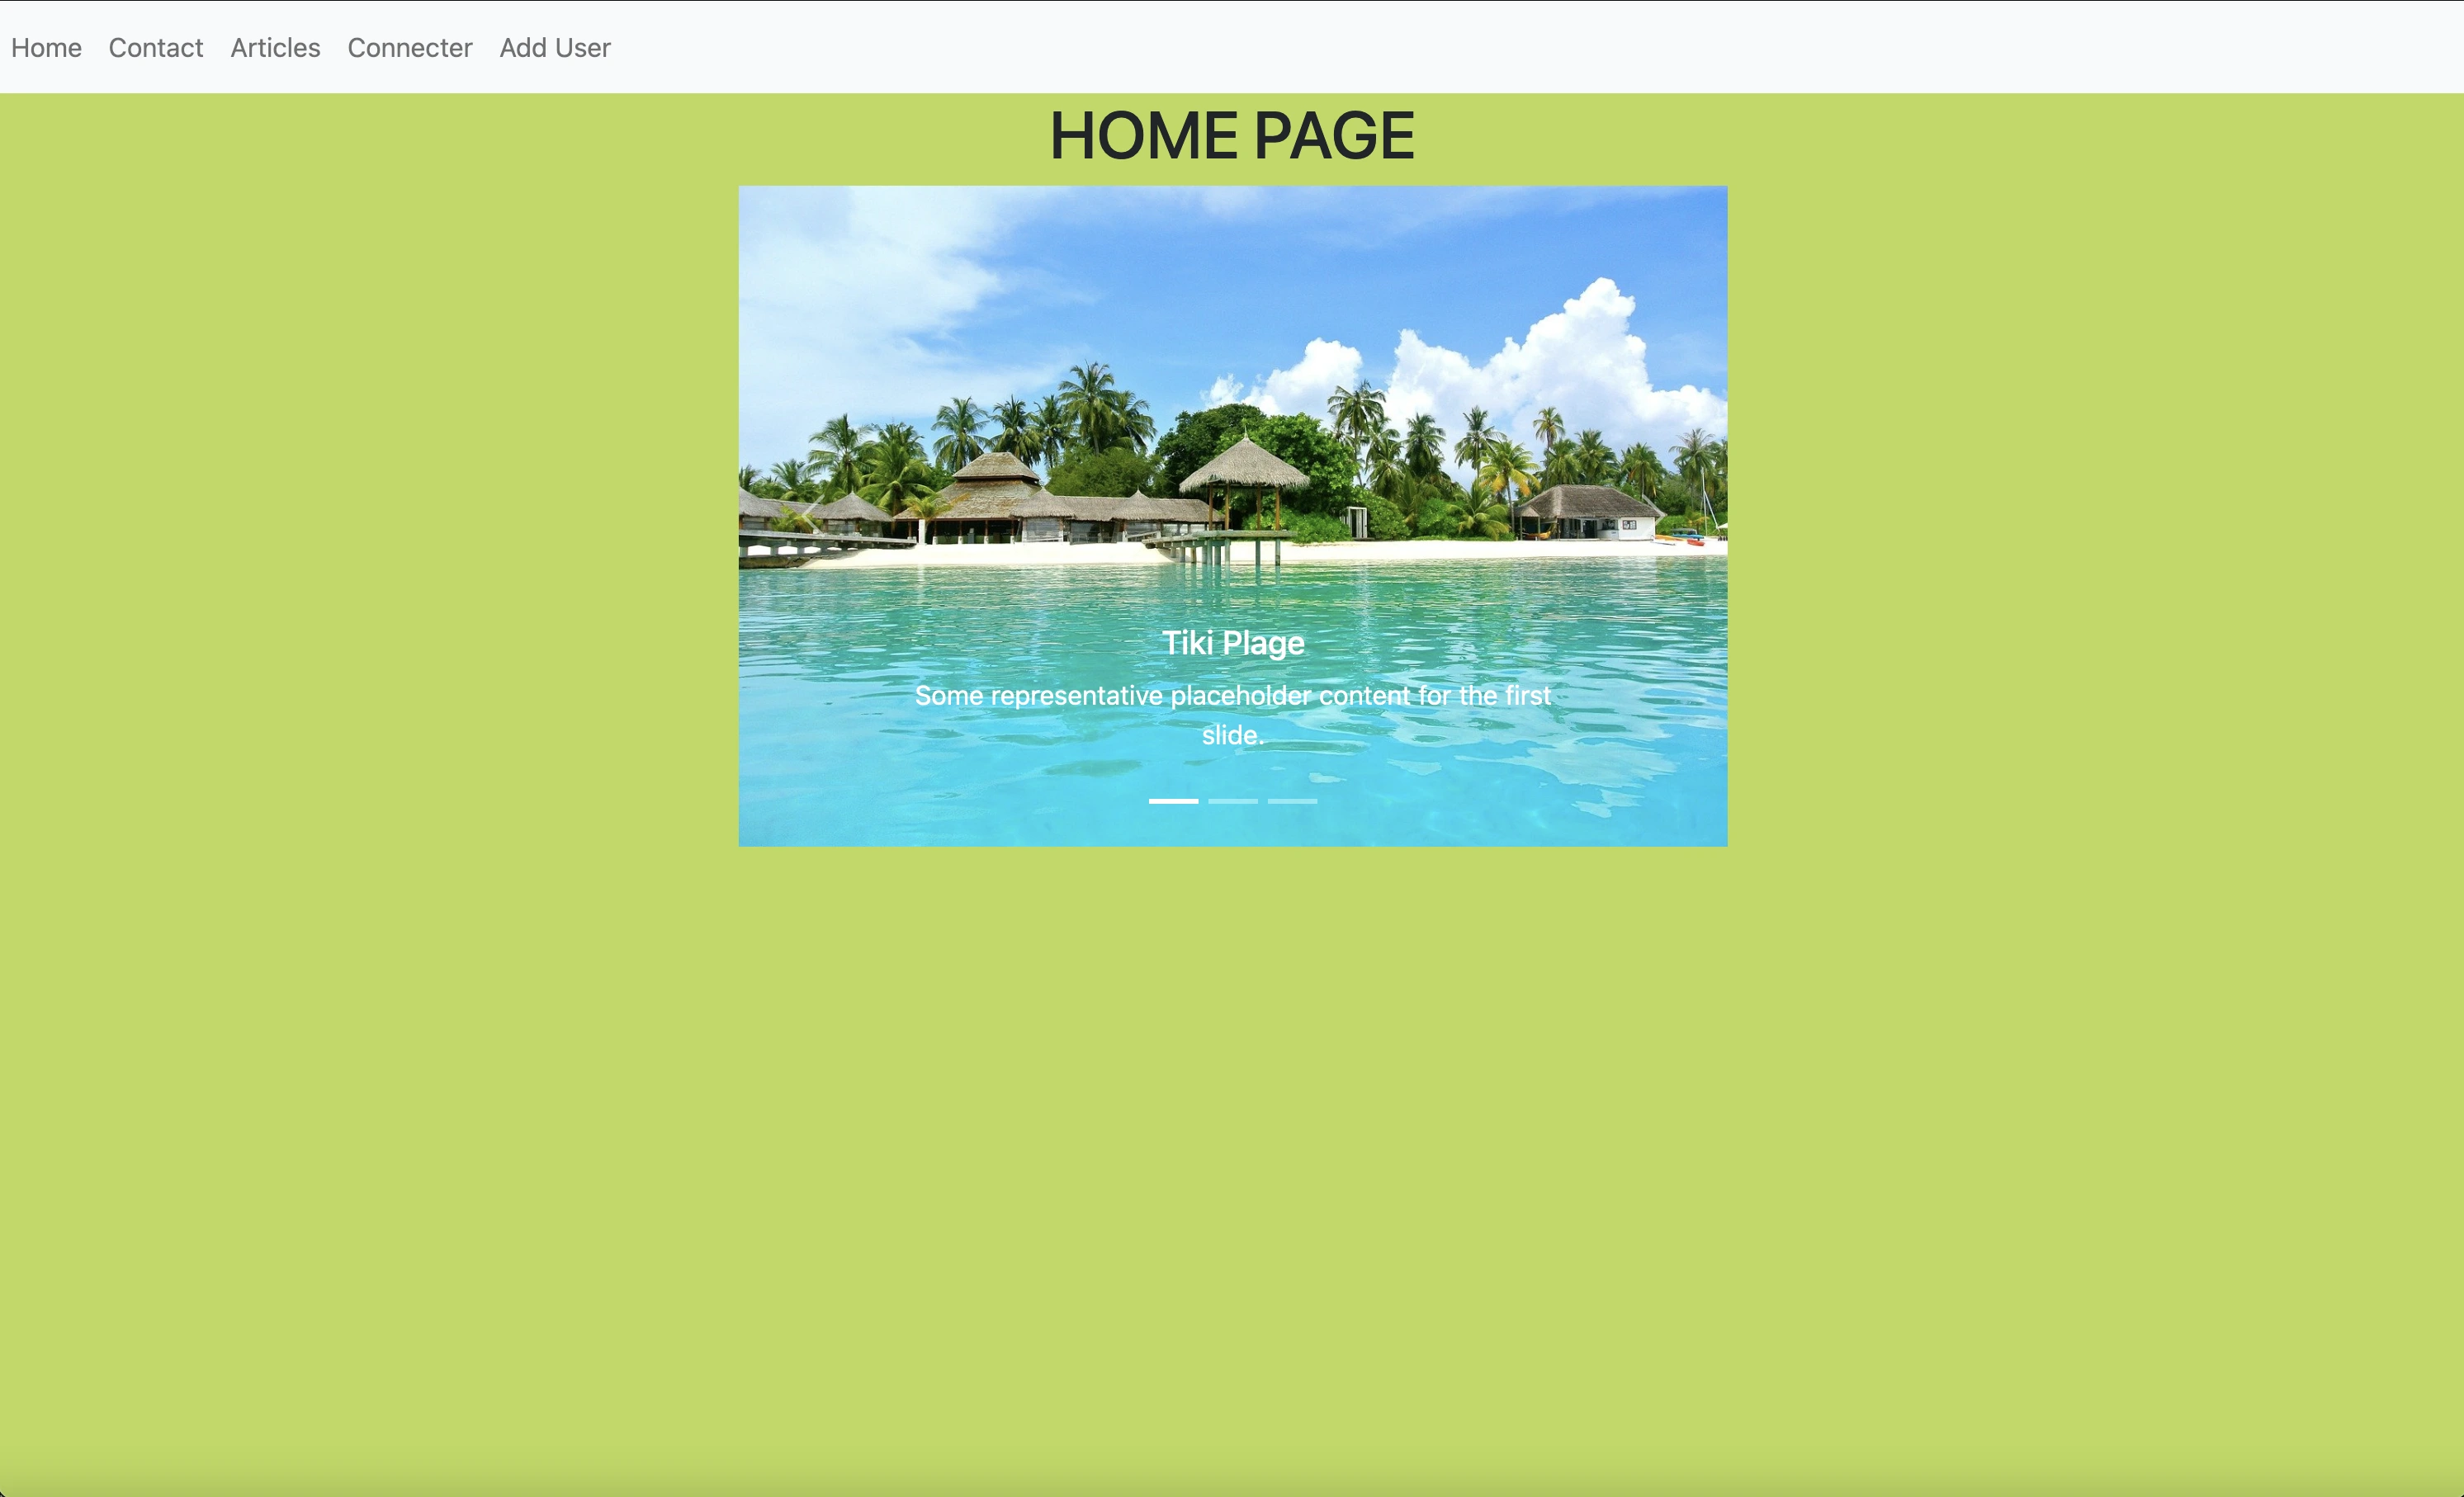 Home Contact Articles Connecter Add User
HOME PAGE
Tiki Plage
Some representative placeholder content for the first
slide.